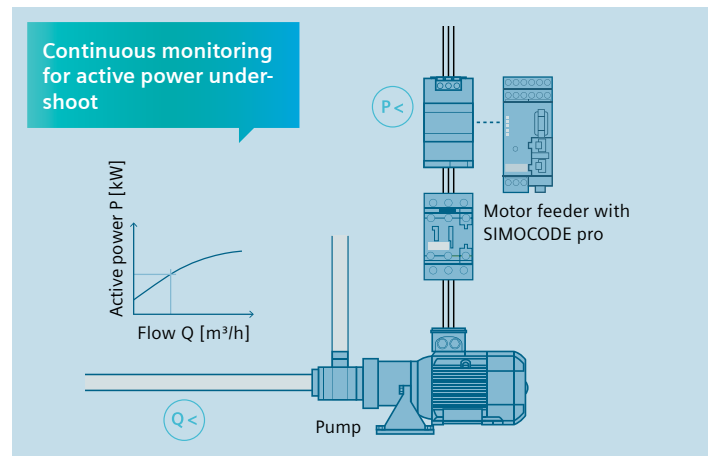 Continuous monitoring
for active power under-
shoot
P<
Motor feeder with
SIMOCODE pro
Active power P [kW]
Flow Q [m³/h]
Q<
Pump